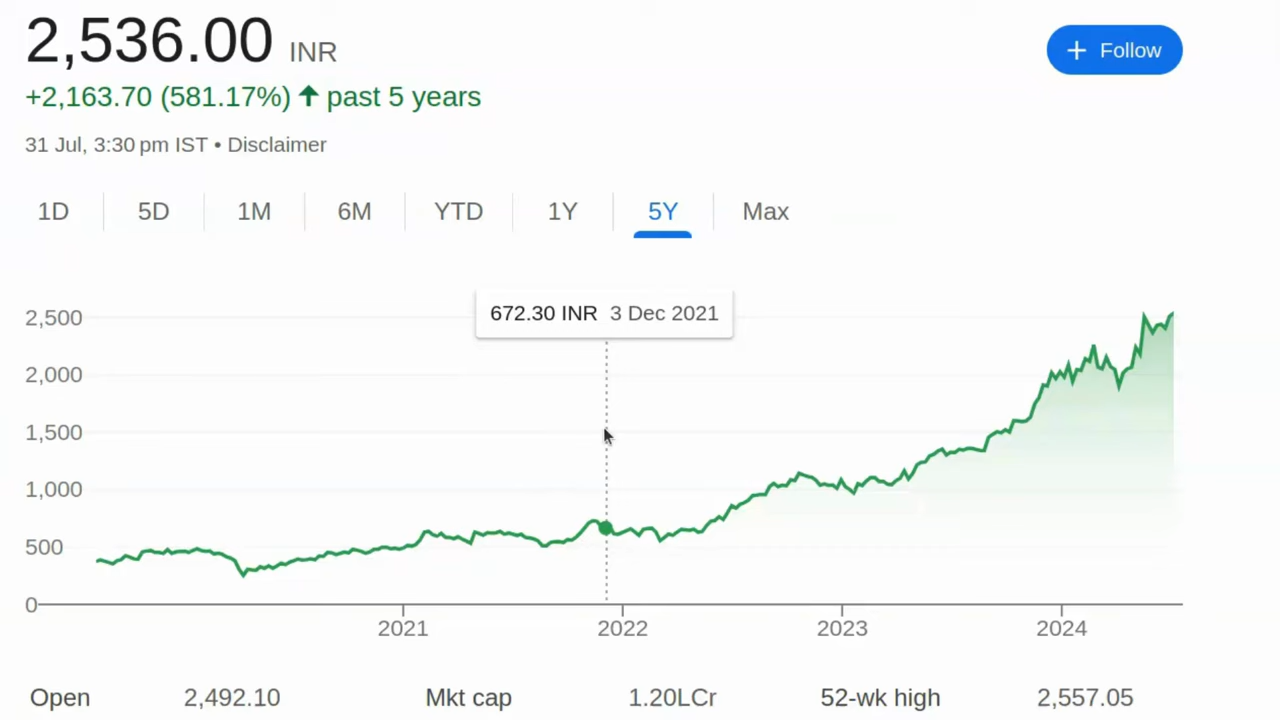 2,536.00 INR
+ Follow
+2,163.70 (581.17%) ↑ past 5 years
31 Jul, 3:30 pm IST • Disclaimer
1D 5D 1M 6M YTD 1Y 5Y Max
672.30 INR 3 Dec 2021
2,500
2,000
1,500
1,000
500
0
2021 2022 2023 2024
Open 2,492.10 Mkt cap 1.20LCr 52-wk high 2,557.05